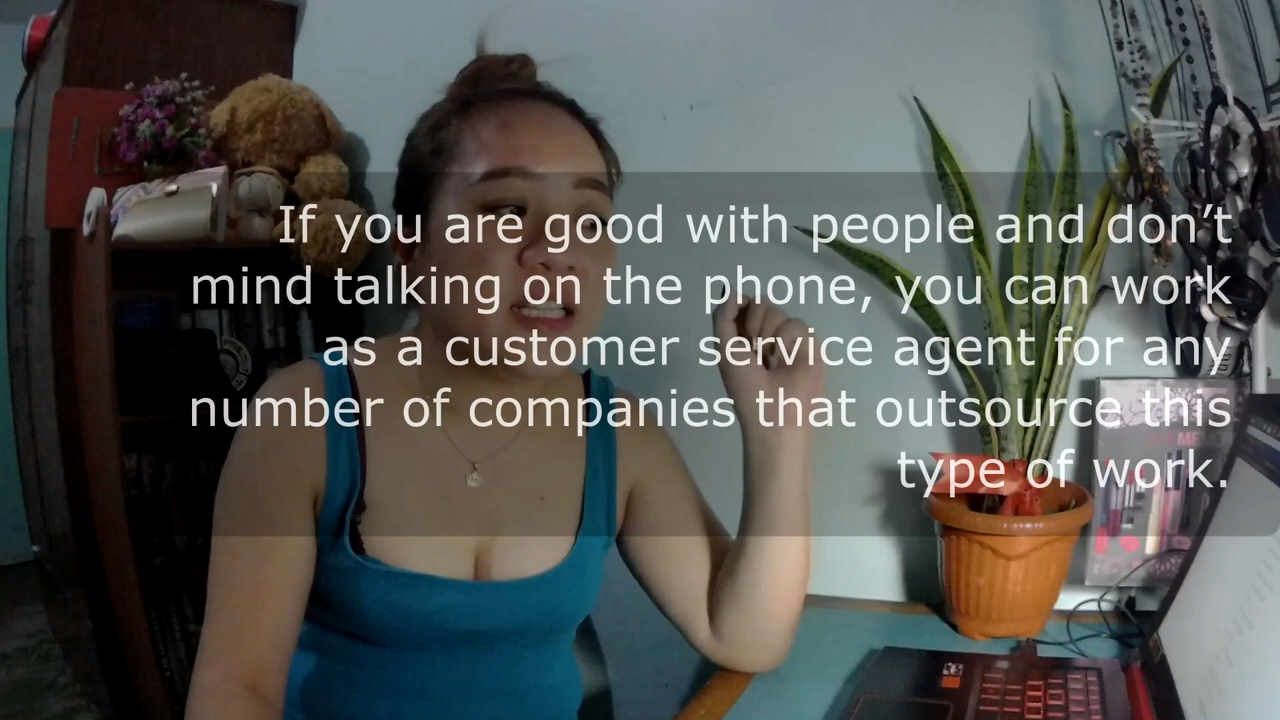 If you are good with people and don’t
mind talking on the phone, you can work
as a customer service agent for any
number of companies that outsource this
type of work.